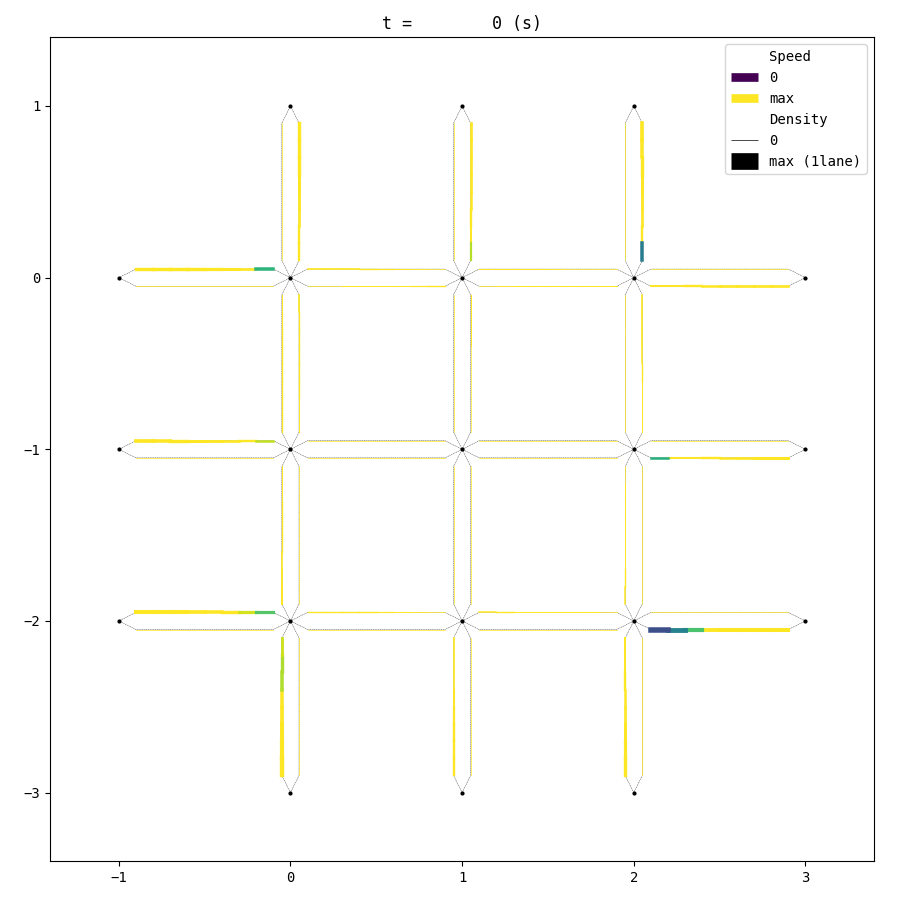 t =        0 (s)
Speed
0
max
Density
0
max (1lane)
1
0
−1
−2
−3
−1 0 1 2 3